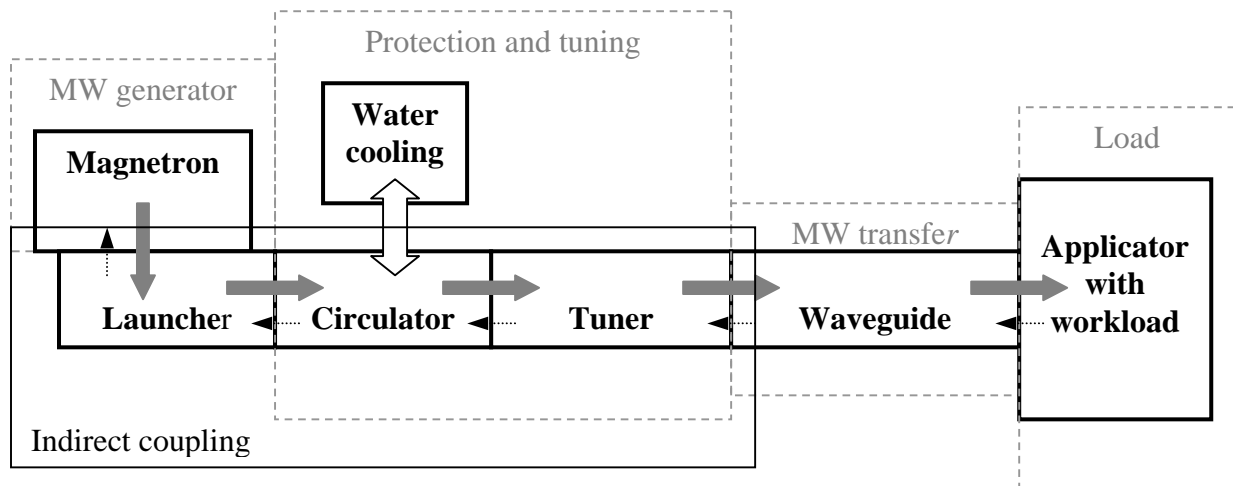 Protection and tuning
MW generator
Water
cooling
Load
Magnetron
MW transfer
Applicator
with
workload
Launcher
Circulator
Tuner
Waveguide
Indirect coupling